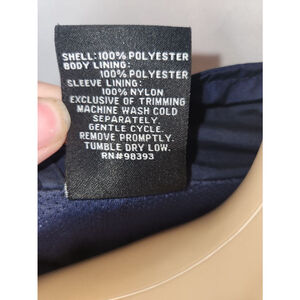 SHELL:100% POLYESTER
BODY LINING:
100% POLYESTER
SLEEVE LINING:
100% NYLON
EXCLUSIVE OF TRIMMING
MACHINE WASH COLD
SEPARATELY.
GENTLE CYCLE.
REMOVE PROMPTLY.
TUMBLE DRY LOW.
RN#98393